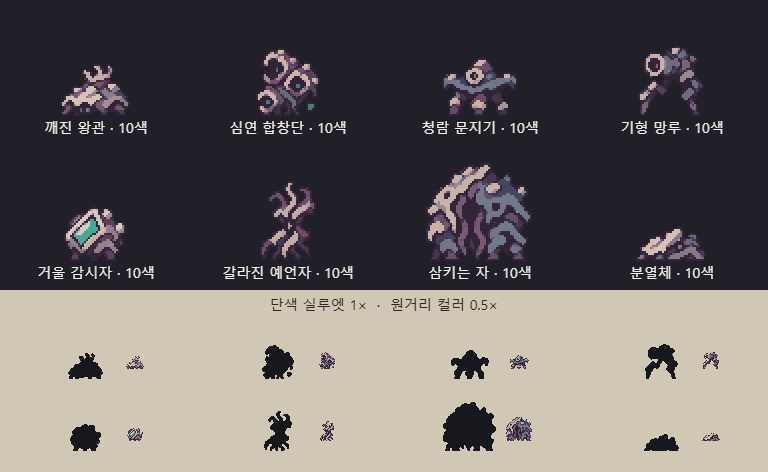 깨진 왕관 · 10색
심연 합창단 · 10색
청람 문지기 · 10색
기형 망루 · 10색
거울 감시자 · 10색
갈라진 예언자 · 10색
삼키는 자 · 10색
분열체 · 10색
단색 실루엣 1× · 원거리 컬러 0.5×